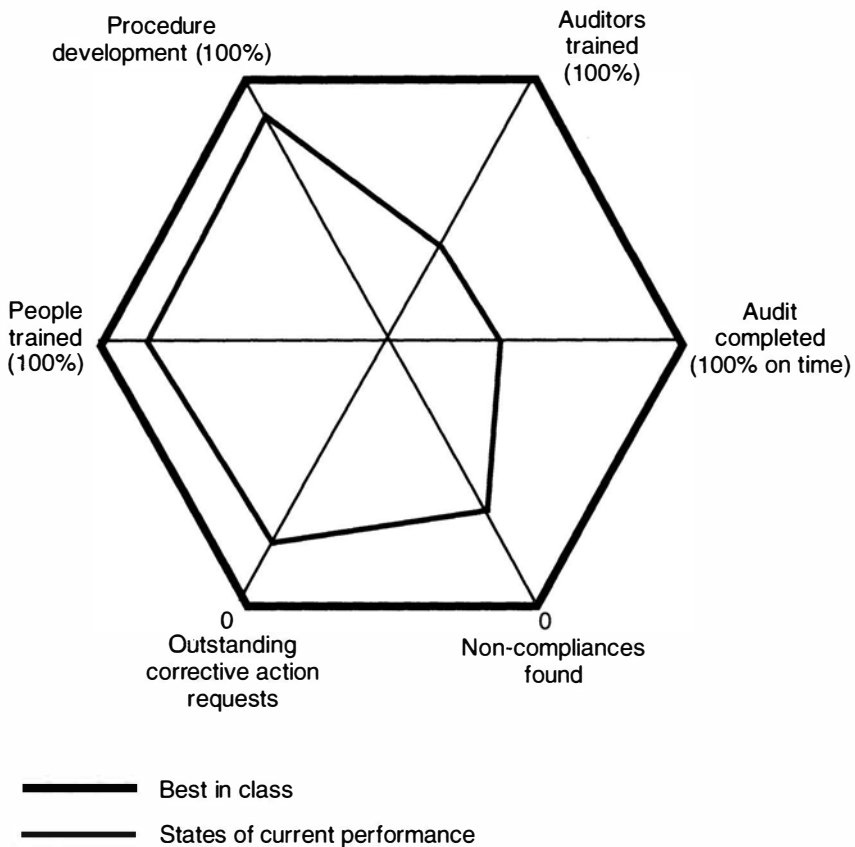 Procedure
development (100%)
Auditors
trained
(100%)
People
trained
(100%)
Audit
completed
(100% on time)
0
Outstanding
corrective action
requests
0
Non-compliances
found
Best in class
States of current performance